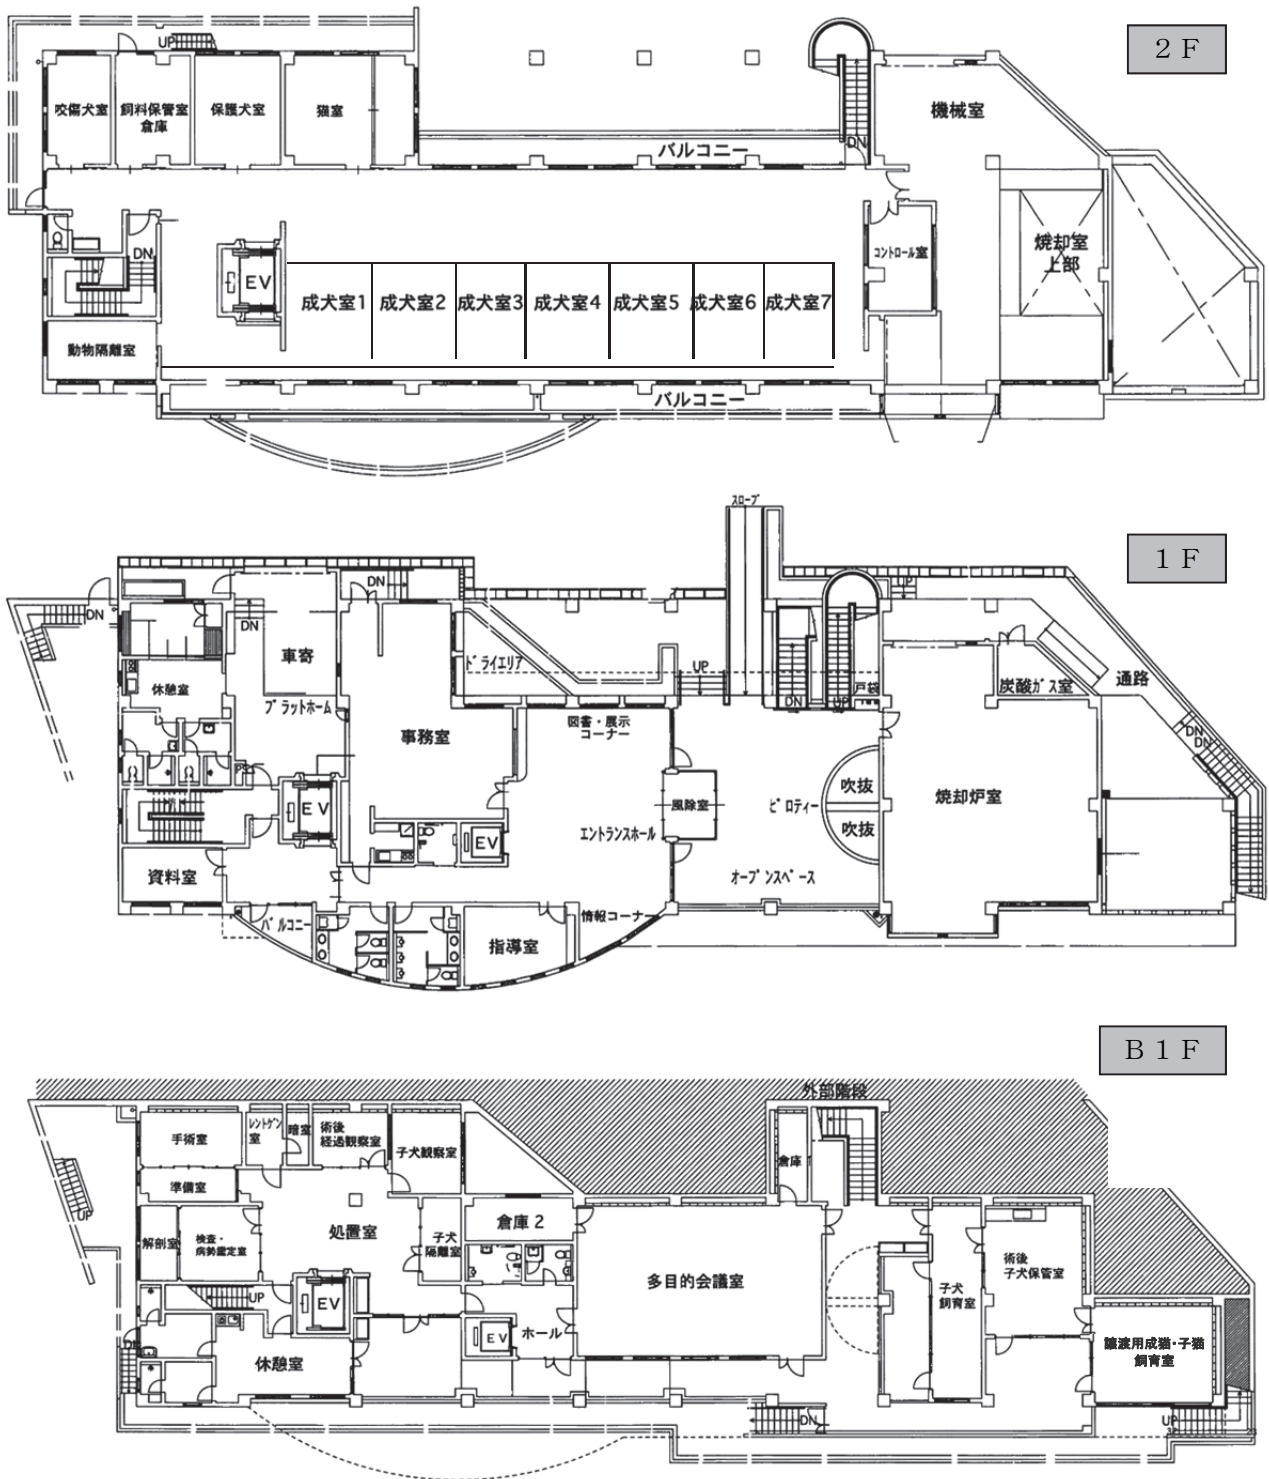 ２Ｆ
UP
咬傷犬室
飼料保管室
倉庫
保護犬室
猫室
機械室
バルコニー
DN
コントロール室
焼却室
上部
DN
EV
成犬室1
成犬室2
成犬室3
成犬室4
成犬室5
成犬室6
成犬室7
動物隔離室
バルコニー
スロープ
１Ｆ
DN
UP
DN
DN
車寄
ドライエリア
UP
炭酸ガス室
通路
休憩室
プラットホーム
DN
UP
戸袋
図書・展示
コーナー
事務室
DN
DN
PS
EV
風除室
ピロティー
吹抜
焼却炉室
吹抜
エントランスホール
EV
資料室
オープンスペース
バルコニー
情報コーナー
指導室
Ｂ１Ｆ
外部階段
手術室
レントゲン
室
暗室
術後
経過観察室
子犬観察室
倉庫1
準備室
UP
解剖室
検査・
病勢鑑定室
処置室
子犬
隔離室
倉庫２
術後
子犬保管室
多目的会議室
子犬
飼育室
UP
EV
ホール
EV
DN
休憩室
譲渡用成猫・子猫
飼育室
DN
UP